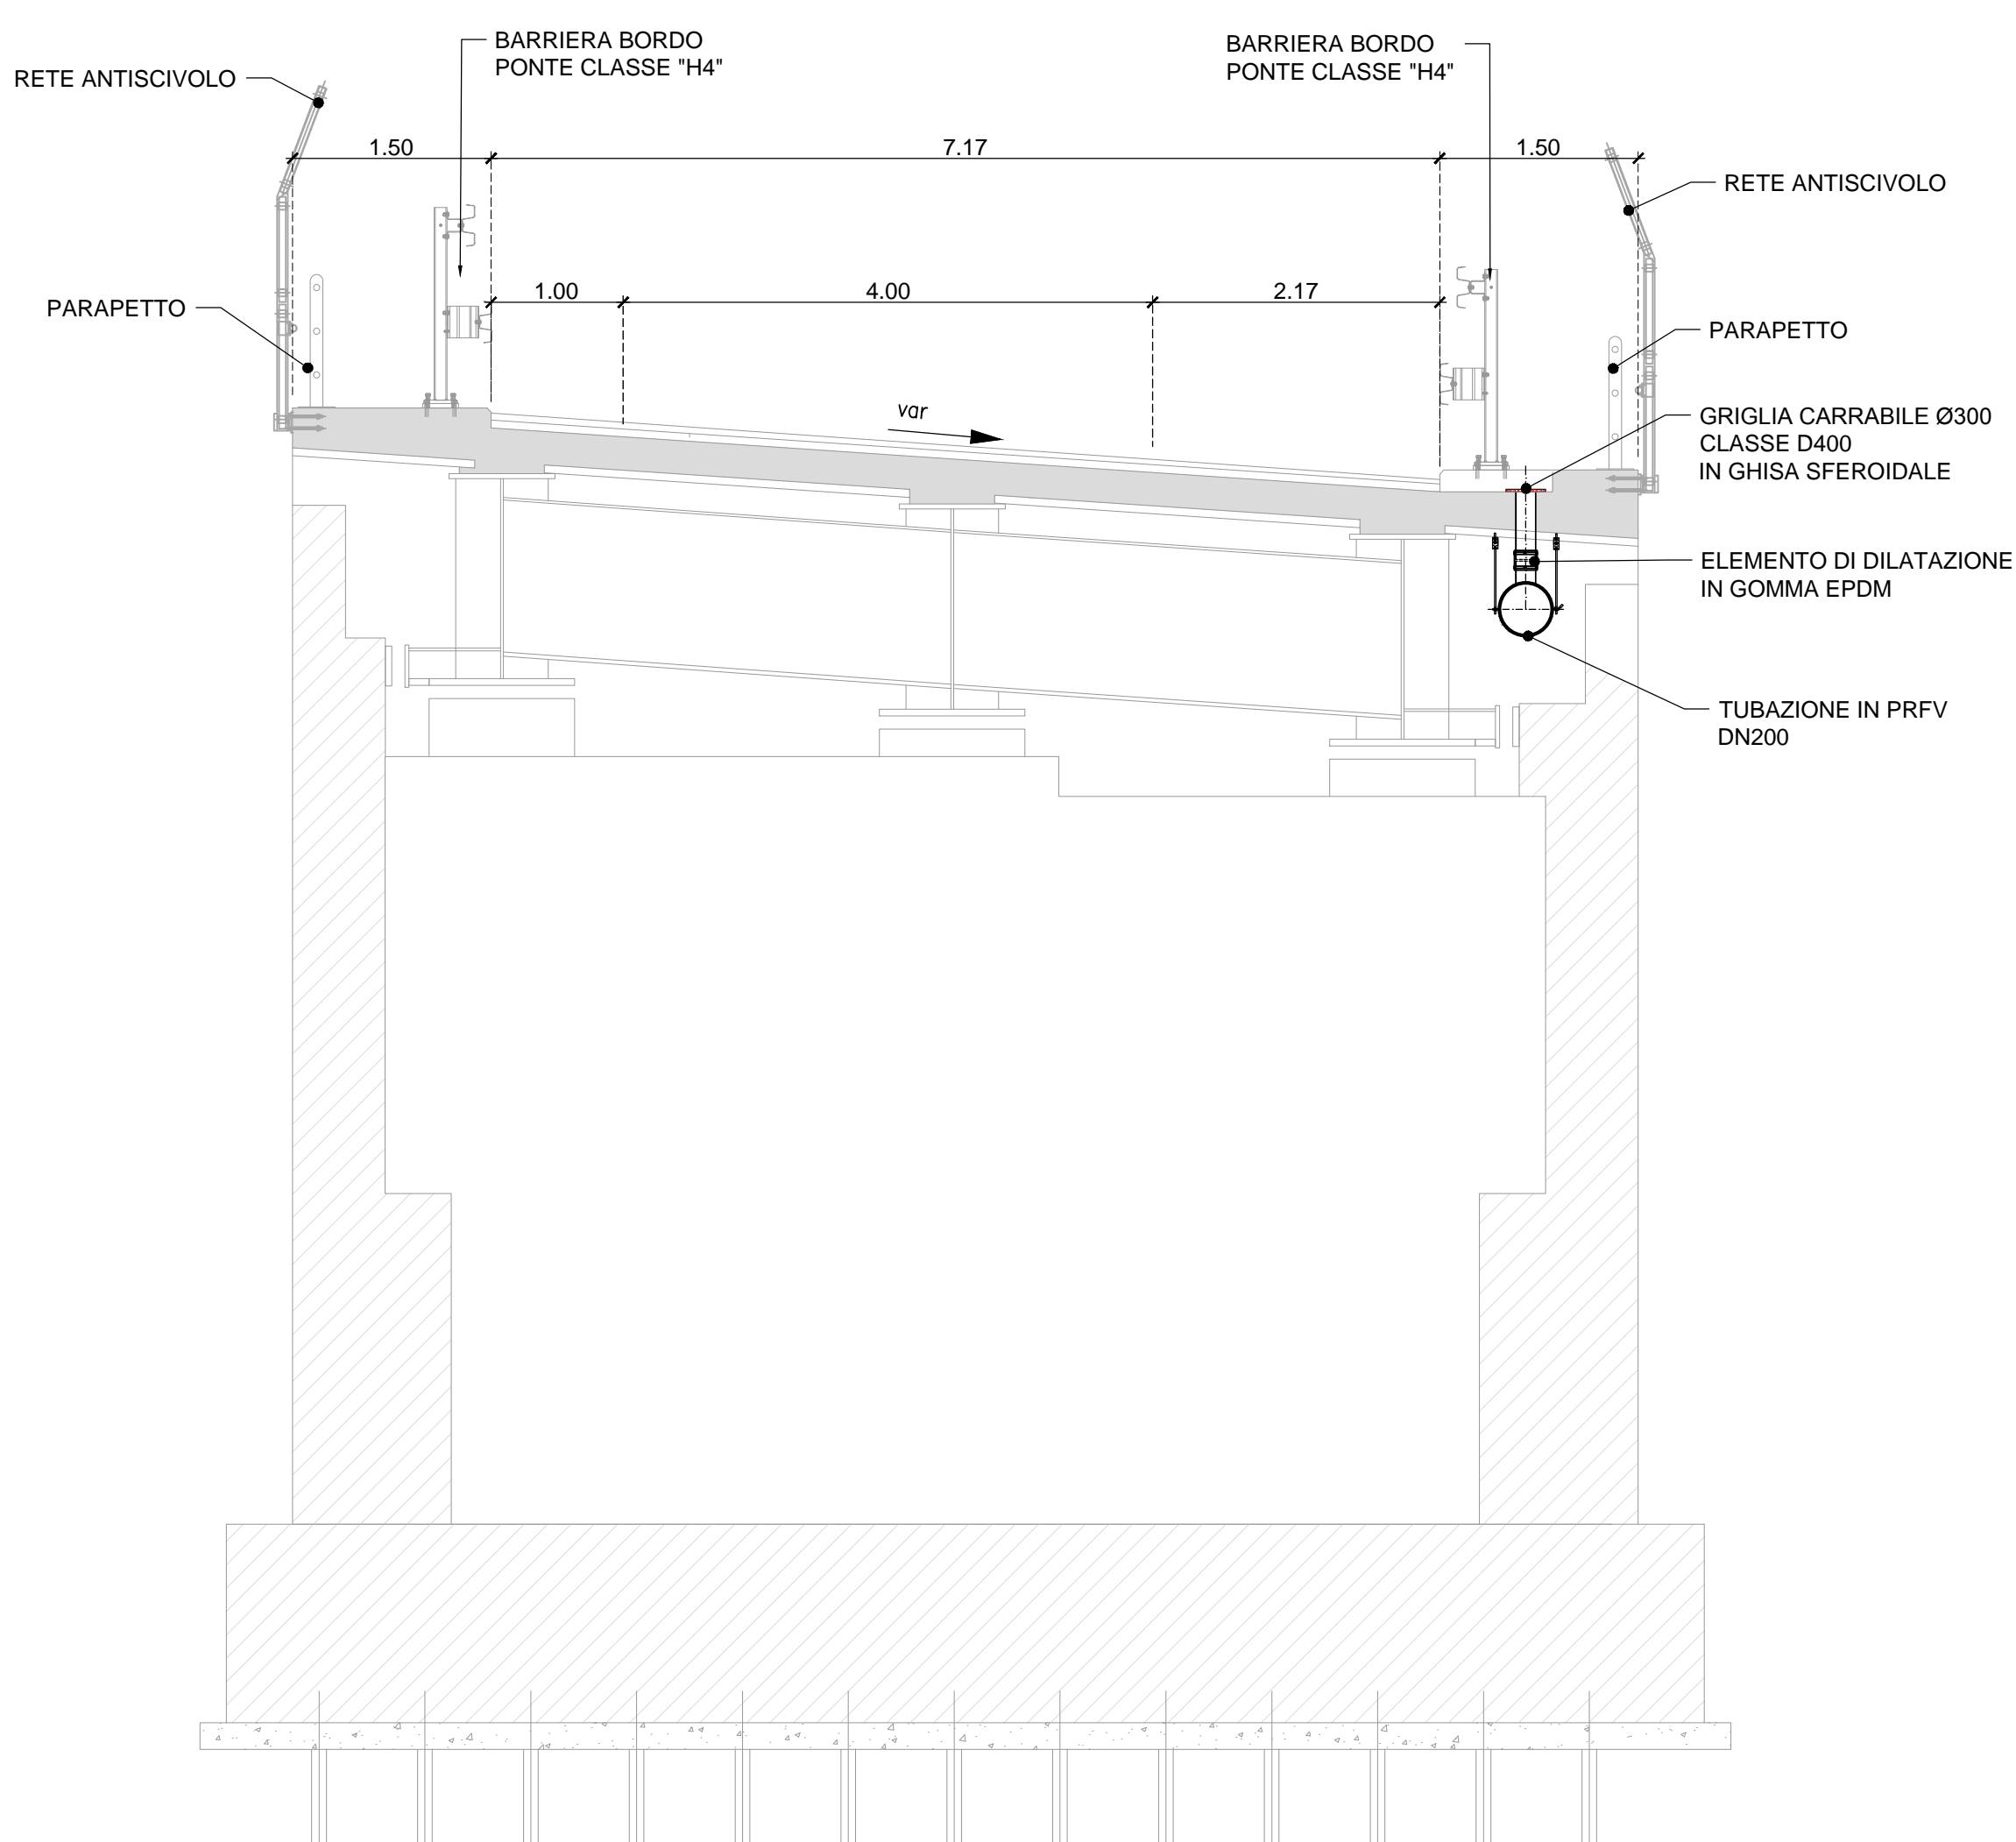 BARRIERA BORDO
PONTE CLASSE "H4"
BARRIERA BORDO
PONTE CLASSE "H4"
RETE ANTISCIVOLO
1.50
7.17
1.50
RETE ANTISCIVOLO
1.00
4.00
2.17
PARAPETTO
PARAPETTO
var
GRIGLIA CARRABILE Ø300
CLASSE D400
IN GHISA SFEROIDALE
ELEMENTO DI DILATAZIONE
IN GOMMA EPDM
TUBAZIONE IN PRFV
DN200